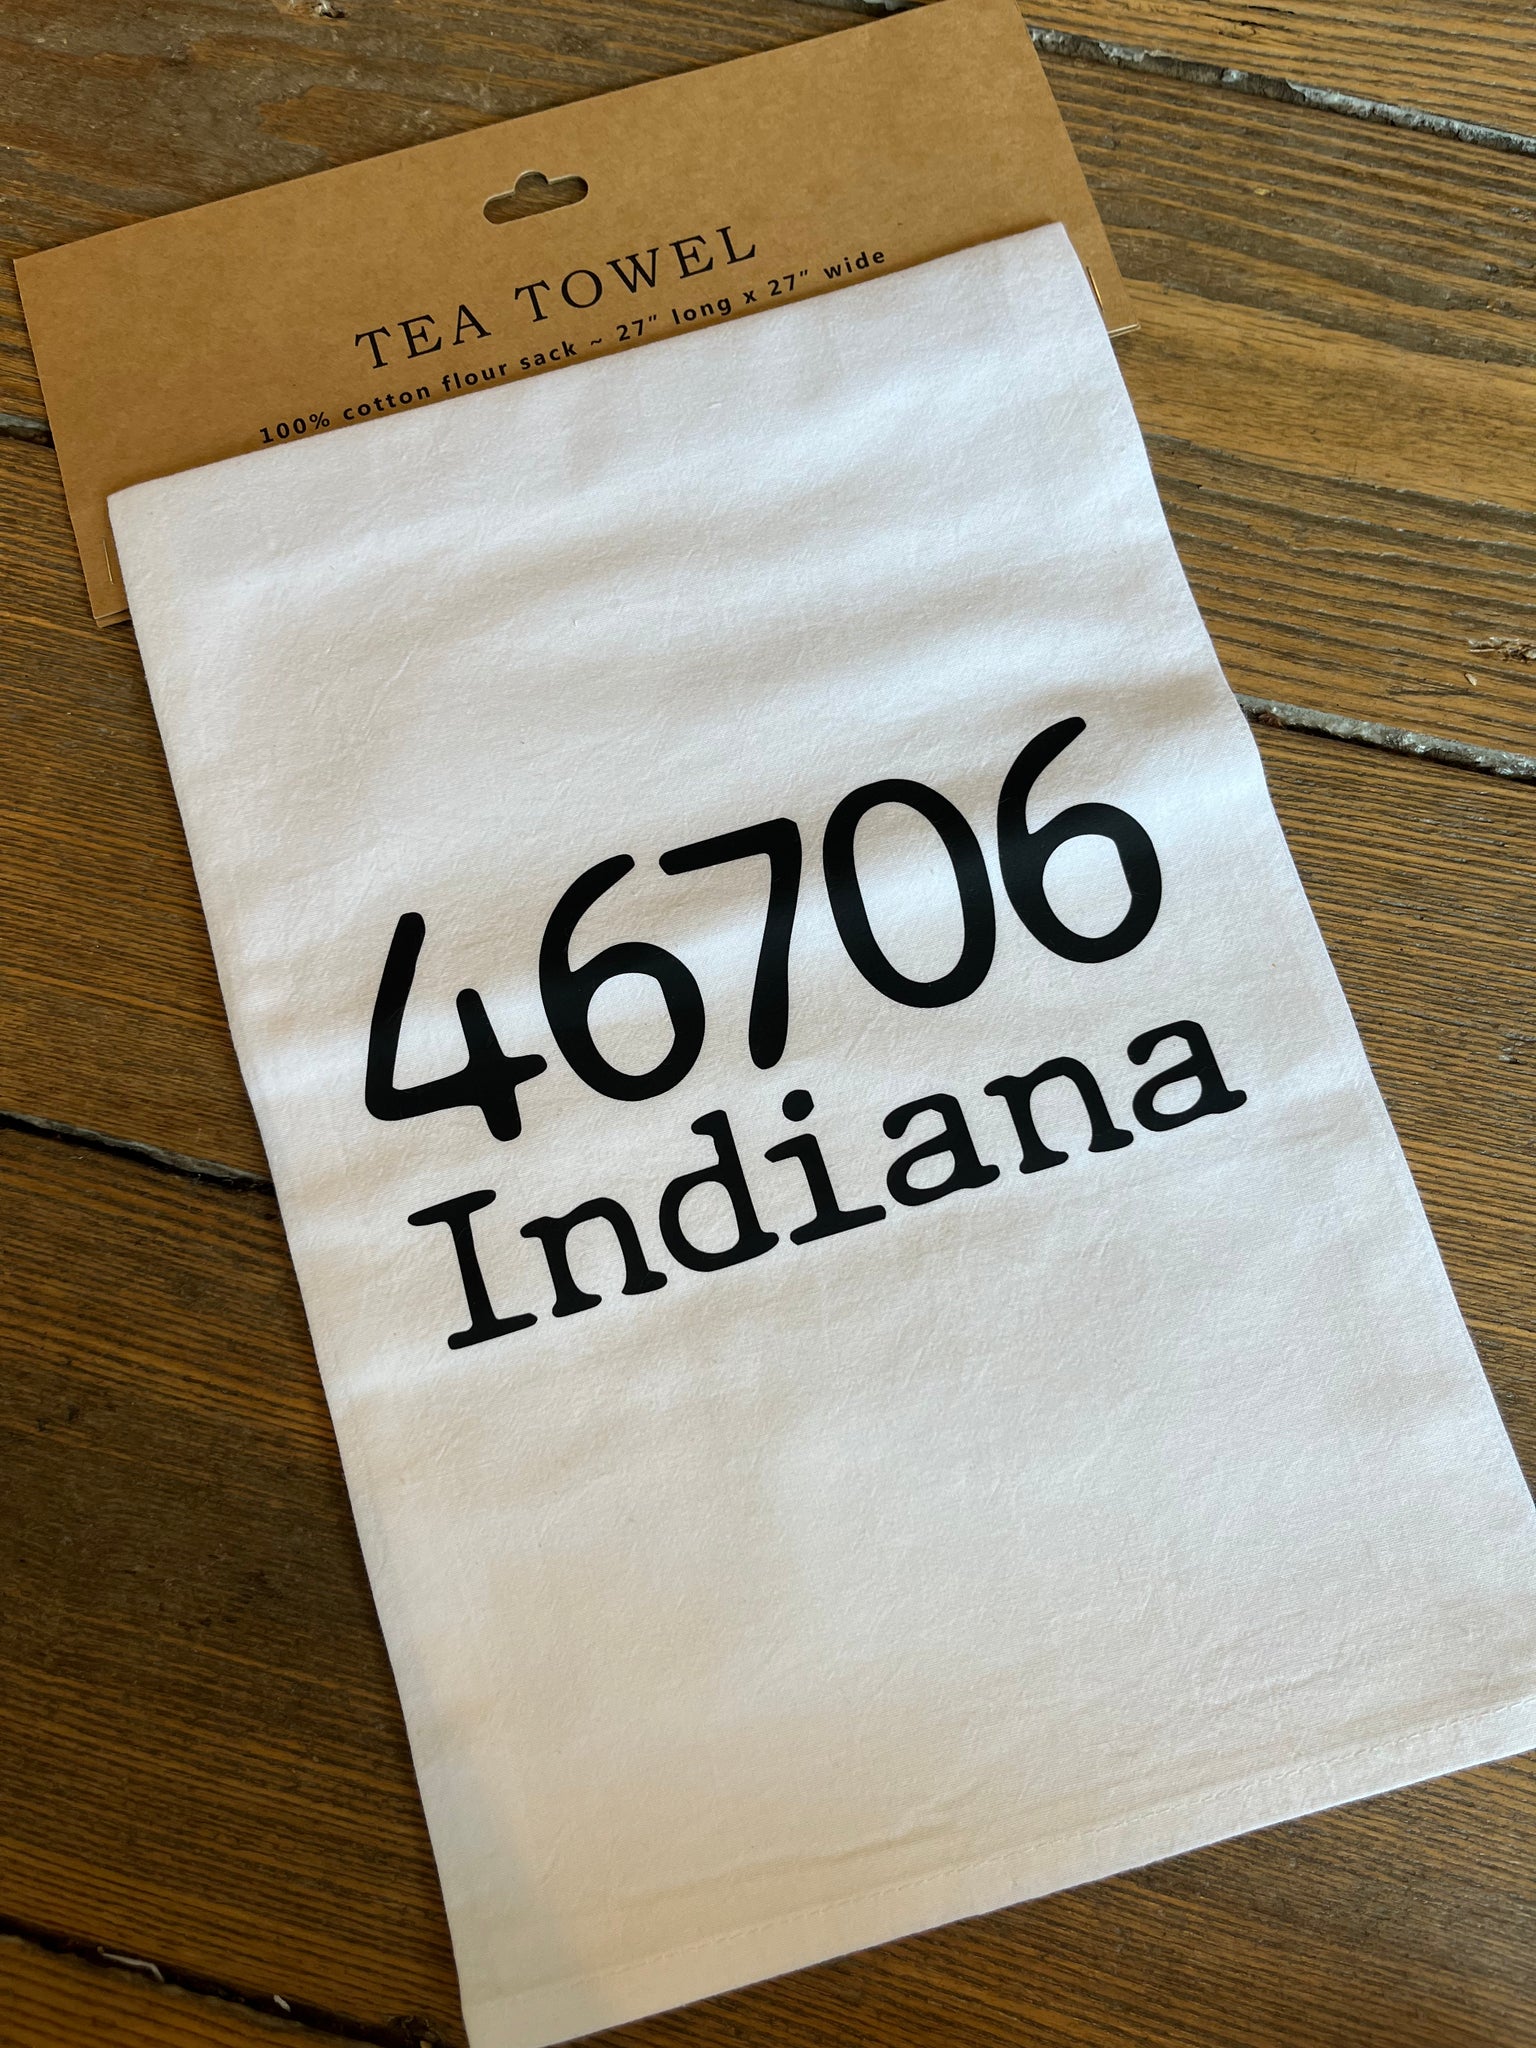 TEA TOWEL
100% cotton flour sack ~ 27" long x 27" wide
46706
Indiana